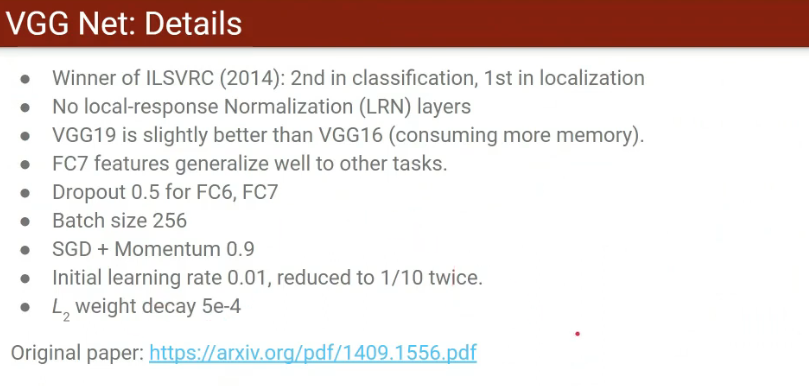 VGG Net: Details
● Winner of ILSVRC (2014): 2nd in classification, 1st in localization
● No local-response Normalization (LRN) layers
● VGG19 is slightly better than VGG16 (consuming more memory).
● FC7 features generalize well to other tasks.
● Dropout 0.5 for FC6, FC7
● Batch size 256
● SGD + Momentum 0.9
● Initial learning rate 0.01, reduced to 1/10 twice.
● L₂ weight decay 5e-4
Original paper: https://arxiv.org/pdf/1409.1556.pdf